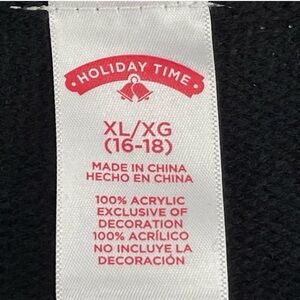 • HOLIDAY TIME •
XL/XG
(16-18)
MADE IN CHINA
HECHO EN CHINA
100% ACRYLIC
EXCLUSIVE OF
DECORATION
100% ACRÍLICO
NO INCLUYE LA
DECORACIÓN